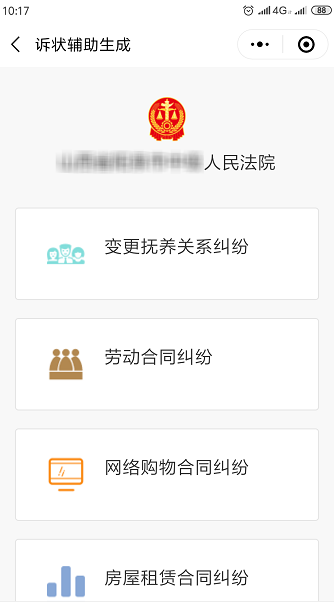 10:17
4G
88
诉状辅助生成
人民法院
变更抚养关系纠纷
劳动合同纠纷
网络购物合同纠纷
房屋租赁合同纠纷